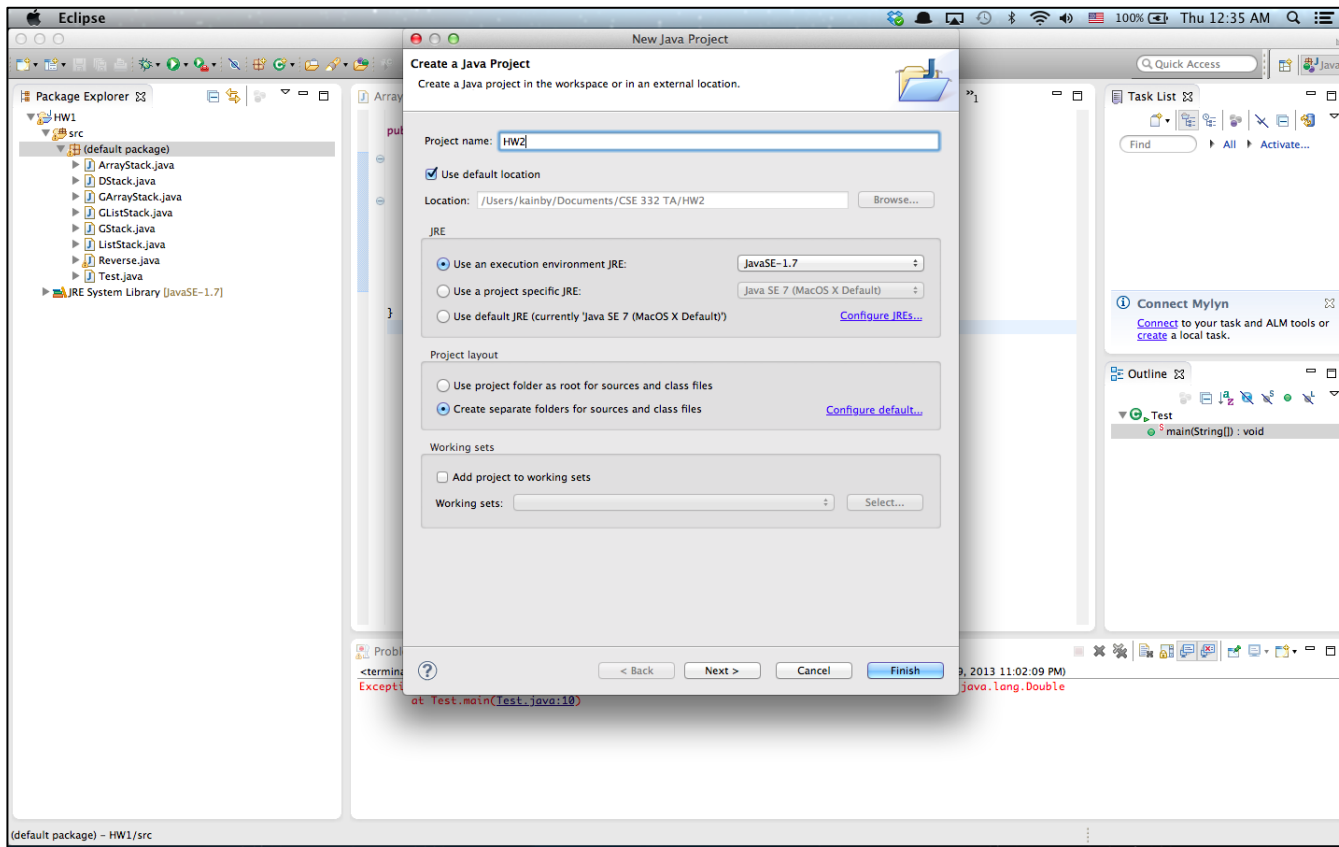 Eclipse
100%
Thu 12:35 AM
New Java Project
Create a Java Project
Create a Java project in the workspace or in an external location.
Quick Access
Java
Package Explorer
HW1
src
(default package)
ArrayStack.java
DStack.java
GArrayStack.java
GListStack.java
GStack.java
ListStack.java
Reverse.java
Test.java
JRE System Library [JavaSE-1.7]
Array
"1
pul
}
Project name: HW2
Use default location
Location: /Users/kainby/Documents/CSE 332 TA/HW2 Browse...
JRE
Use an execution environment JRE: JavaSE-1.7
Use a project specific JRE: Java SE 7 (MacOS X Default)
Use default JRE (currently 'Java SE 7 (MacOS X Default)') Configure JREs...
Project layout
Use project folder as root for sources and class files
Create separate folders for sources and class files Configure default...
Working sets
Add project to working sets
Working sets: Select...
? < Back Next > Cancel Finish
Task List
Find All Activate...
Connect Mylyn
Connect to your task and ALM tools or
create a local task.
Outline
Test
main(String[]) : void
Probl
<termina 9, 2013 11:02:09 PM)
Excepti java.lang.Double
at Test.main(Test.java:10)
(default package) – HW1/src